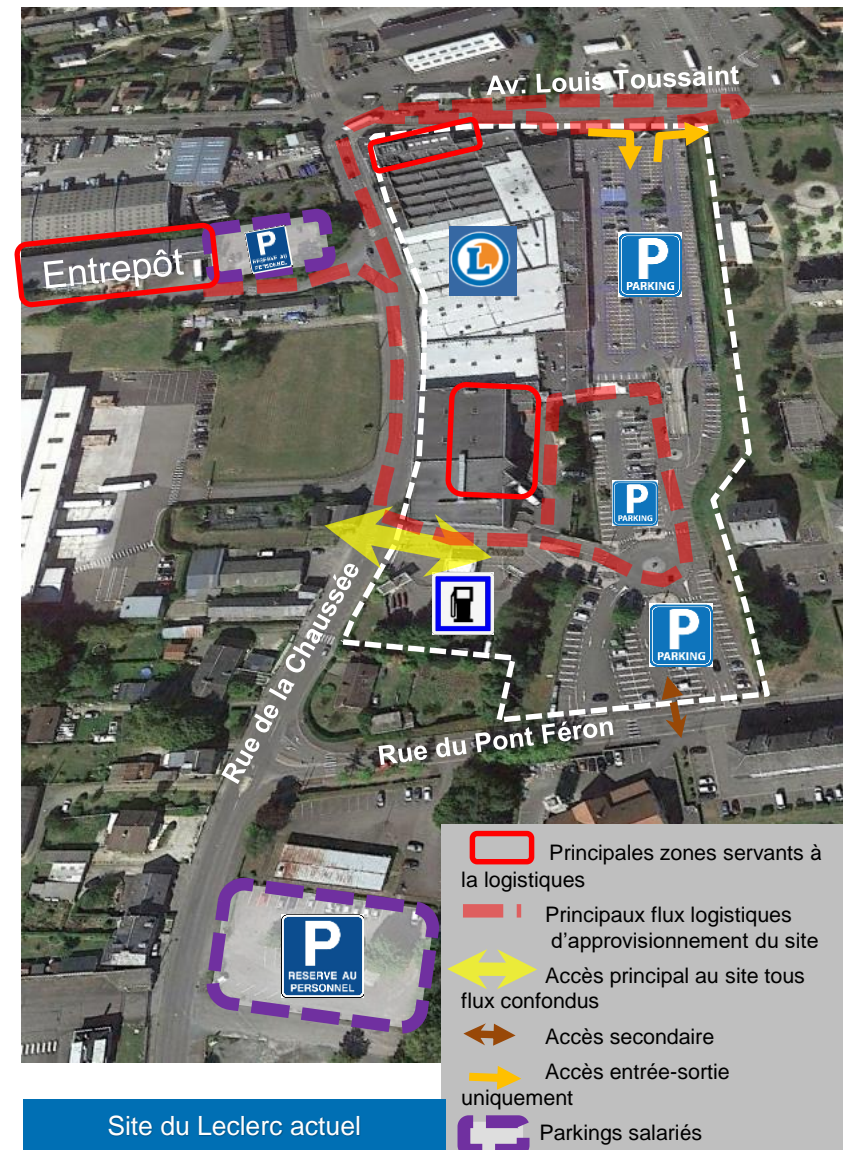 Av. Louis Toussaint
P
RESERVE AU
PERSONNEL
Entrepôt
L
P
PARKING
P
PARKING
P
PARKING
Rue de la Chaussée
Rue du Pont Féron
P
RESERVE AU
PERSONNEL
Principales zones servants à
la logistiques
Principaux flux logistiques
d'approvisionnement du site
Accès principal au site tous
flux confondus
Accès secondaire
Accès entrée-sortie
uniquement
Parkings salariés
Site du Leclerc actuel